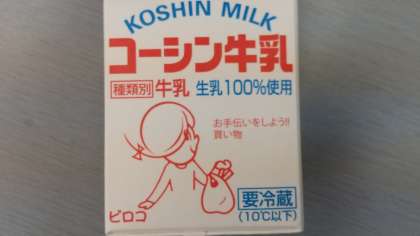 KOSHIN MILK
コーシン牛乳
種類別 牛乳 生乳100%使用
お手伝いをしよう!!
買い物
ピロコ
要冷蔵
(10℃以下)